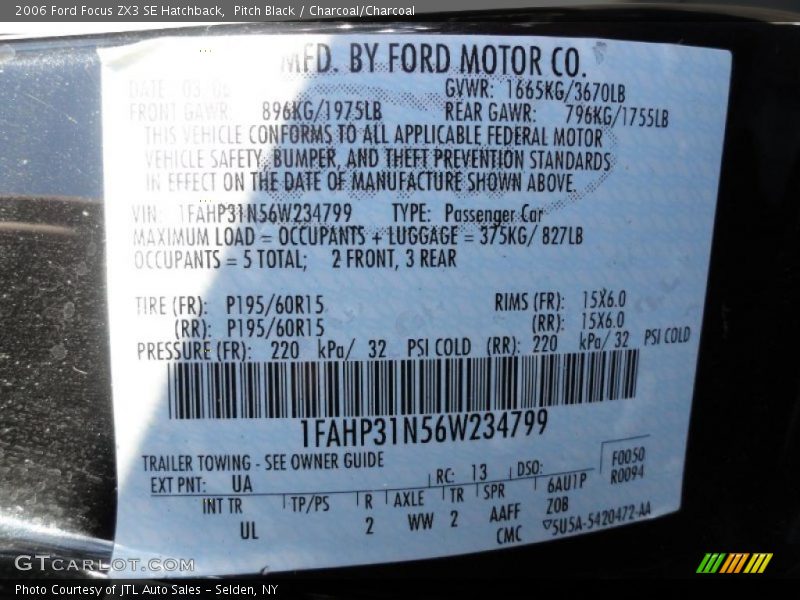 2006 Ford Focus ZX3 SE Hatchback, Pitch Black / Charcoal/Charcoal
MFD. BY FORD MOTOR CO.
DATE: 03/06 GVWR: 1665KG/3670LB
FRONT GAWR: 896KG/1975LB REAR GAWR: 796KG/1755LB
THIS VEHICLE CONFORMS TO ALL APPLICABLE FEDERAL MOTOR
VEHICLE SAFETY, BUMPER, AND THEFT PREVENTION STANDARDS
IN EFFECT ON THE DATE OF MANUFACTURE SHOWN ABOVE.
VIN: 1FAHP31N56W234799 TYPE: Passenger Car
MAXIMUM LOAD = OCCUPANTS + LUGGAGE = 375KG/ 827LB
OCCUPANTS = 5 TOTAL; 2 FRONT, 3 REAR
TIRE (FR): P195/60R15 RIMS (FR): 15X6.0
(RR): P195/60R15 (RR): 15X6.0
PRESSURE (FR): 220 kPa/ 32 PSI COLD (RR): 220 kPa/ 32 PSI COLD
1FAHP31N56W234799
TRAILER TOWING - SEE OWNER GUIDE F0050
EXT PNT: UA RC: 13 DSO: R0094
INT TR TP/PS R AXLE TR SPR 6AU1P
UL 2 WW 2 AAFF Z0B
CMC 5U5A-5420472-AA
GTCARLOT.COM
Photo Courtesy of JTL Auto Sales - Selden, NY